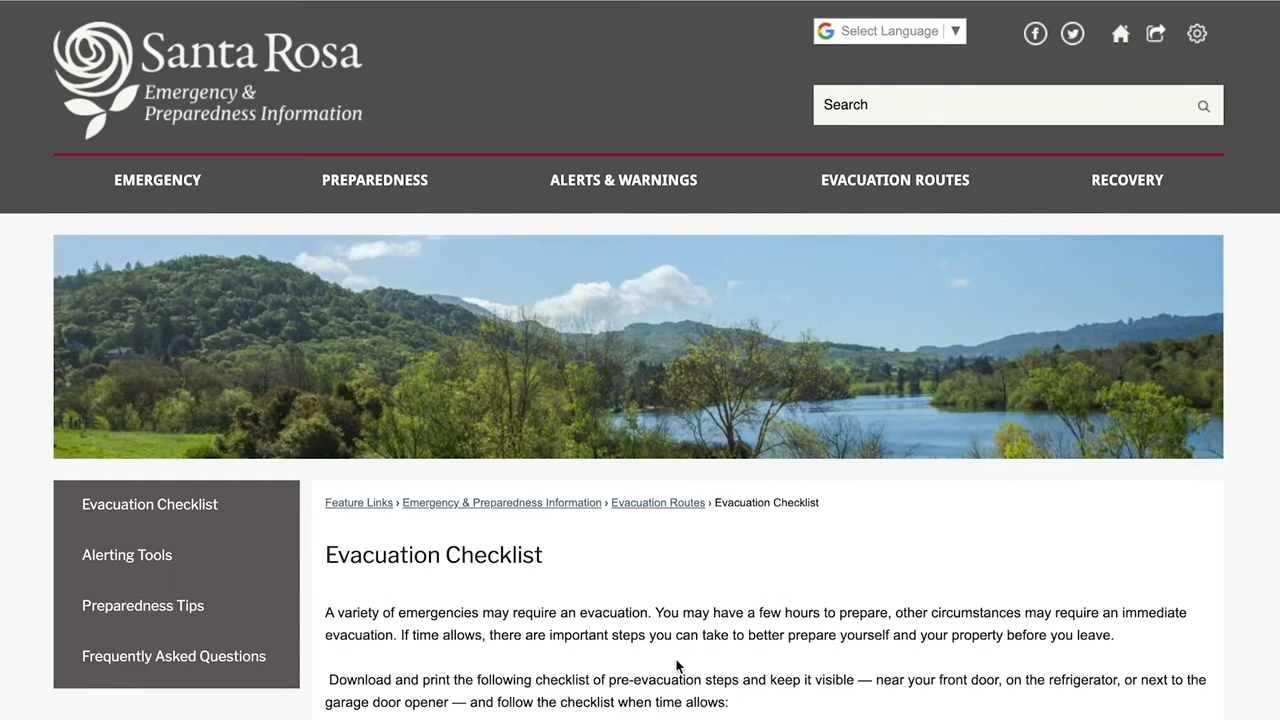 Santa Rosa
Emergency &
Preparedness Information
Select Language ▼
Search
EMERGENCY
PREPAREDNESS
ALERTS & WARNINGS
EVACUATION ROUTES
RECOVERY
Evacuation Checklist
Alerting Tools
Preparedness Tips
Frequently Asked Questions
Feature Links › Emergency & Preparedness Information › Evacuation Routes › Evacuation Checklist
Evacuation Checklist
A variety of emergencies may require an evacuation. You may have a few hours to prepare, other circumstances may require an immediate
evacuation. If time allows, there are important steps you can take to better prepare yourself and your property before you leave.
Download and print the following checklist of pre-evacuation steps and keep it visible — near your front door, on the refrigerator, or next to the
garage door opener — and follow the checklist when time allows: